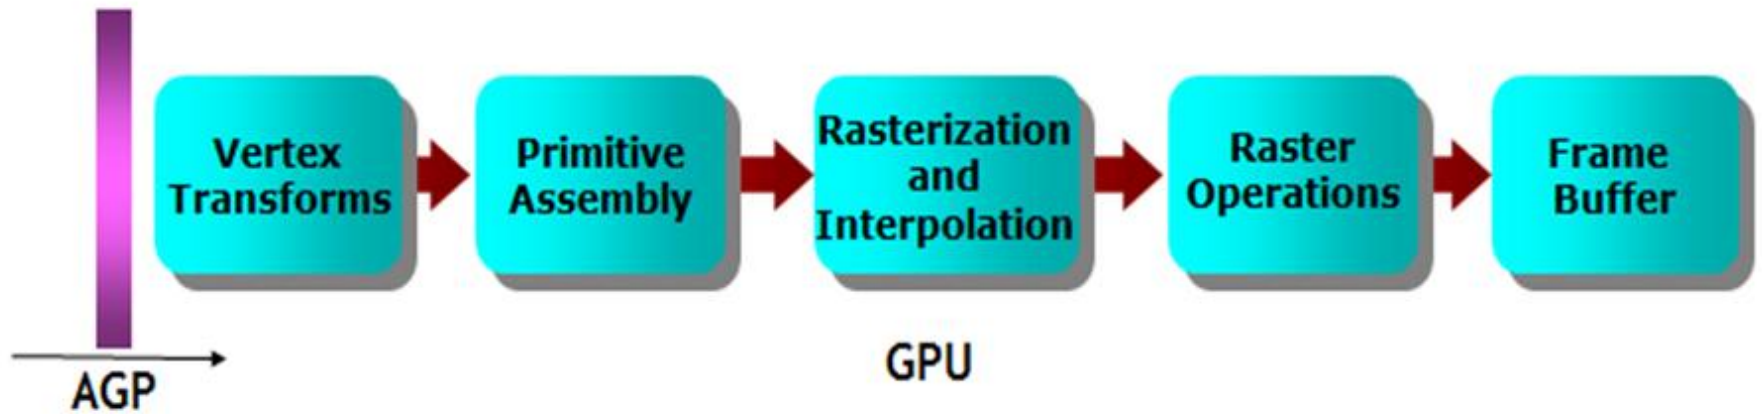 Vertex
Transforms
Primitive
Assembly
Rasterization
and
Interpolation
Raster
Operations
Frame
Buffer
AGP
GPU